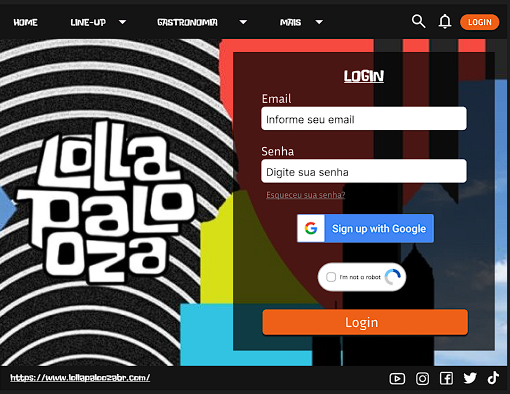 HOME LINE-UP GASTRONOMIA MAIS LOGIN
LOLLA
PALO
OZA
LOGIN
Email
Informe seu email
Senha
Digite sua senha
Esqueceu sua senha?
G Sign up with Google
I'm not a robot
Login
https://www.lollapaloozabr.com/